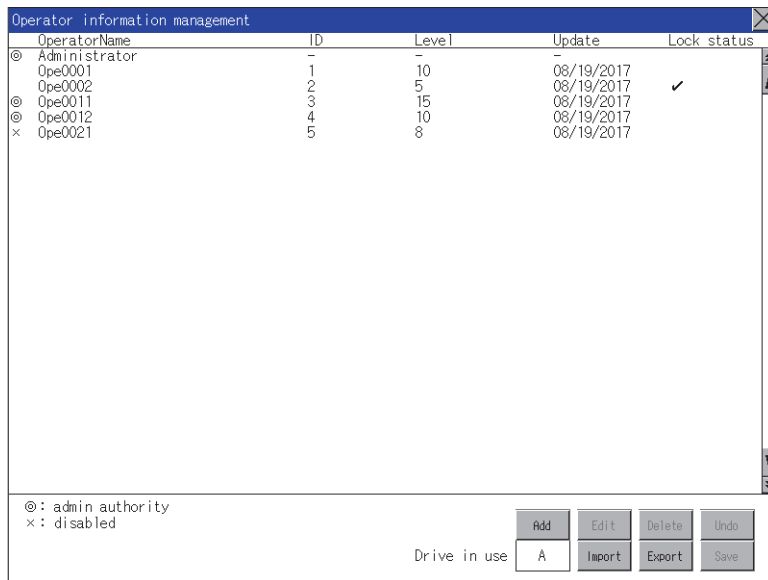 Operator information management
OperatorName ID Level Update Lock status
◎ Administrator - - -
Ope0001 1 10 08/19/2017
Ope0002 2 5 08/19/2017 ✔
◎ Ope0011 3 15 08/19/2017
◎ Ope0012 4 10 08/19/2017
× Ope0021 5 8 08/19/2017
◎: admin authority
×: disabled
Add Edit Delete Undo
Drive in use A Import Export Save